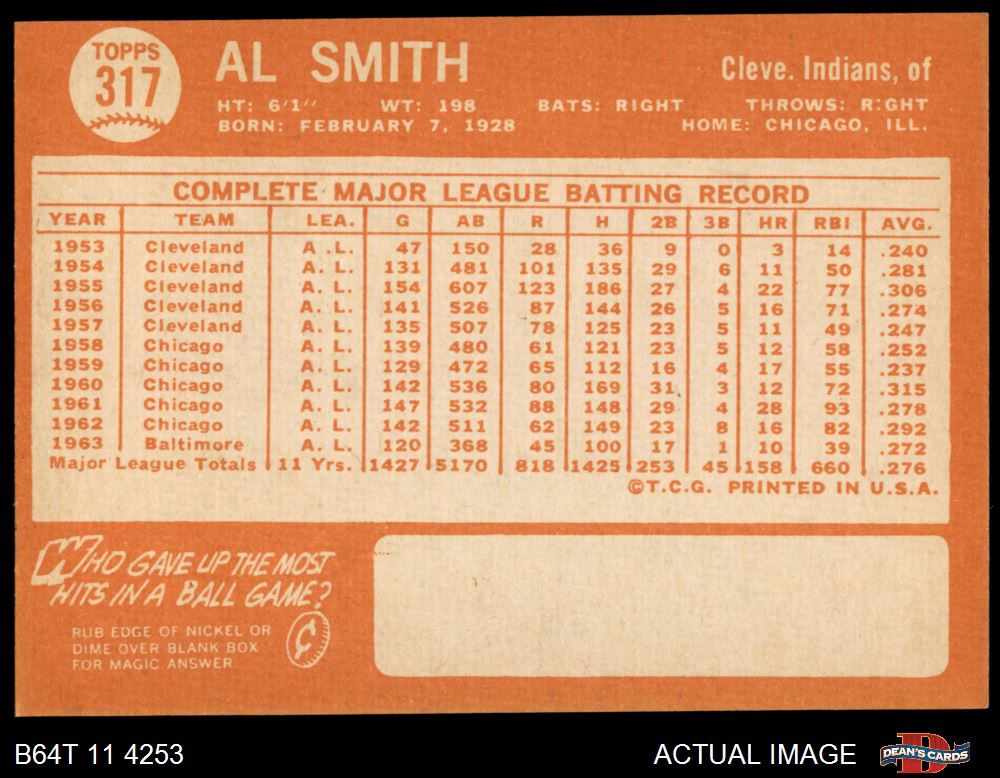 TOPPS
317
AL SMITH
Cleve. Indians, of
HT: 6'1" WT: 198 BATS: RIGHT THROWS: RIGHT
BORN: FEBRUARY 7, 1928 HOME: CHICAGO, ILL.
COMPLETE MAJOR LEAGUE BATTING RECORD
YEAR TEAM LEA. G AB R H 2B 3B HR RBI AVG.
1953 Cleveland A .L. 47 150 28 36 9 0 3 14 .240
1954 Cleveland A. L. 131 481 101 135 29 6 11 50 .281
1955 Cleveland A. L. 154 607 123 186 27 4 22 77 .306
1956 Cleveland A. L. 141 526 87 144 26 5 16 71 .274
1957 Cleveland A. L. 135 507 78 125 23 5 11 49 .247
1958 Chicago A. L. 139 480 61 121 23 5 12 58 .252
1959 Chicago A. L. 129 472 65 112 16 4 17 55 .237
1960 Chicago A. L. 142 536 80 169 31 3 12 72 .315
1961 Chicago A. L. 147 532 88 148 29 4 28 93 .278
1962 Chicago A. L. 142 511 62 149 23 8 16 82 .292
1963 Baltimore A. L. 120 368 45 100 17 1 10 39 .272
Major League Totals 11 Yrs. 1427 5170 818 1425 253 45 158 660 .276
©T.C.G. PRINTED IN U.S.A.
WHO GAVE UP THE MOST
HITS IN A BALL GAME?
RUB EDGE OF NICKEL OR
DIME OVER BLANK BOX
FOR MAGIC ANSWER
¢
B64T 11 4253
ACTUAL IMAGE
DEAN'S CARDS